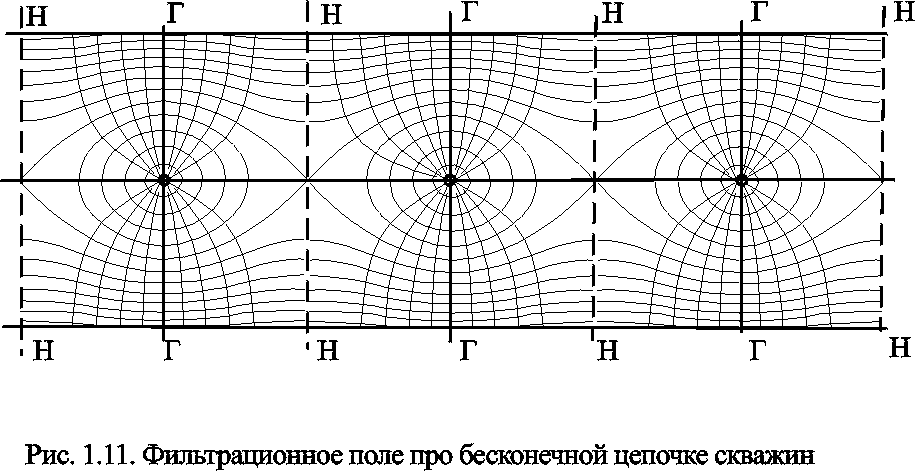 Н Г Н Г Н Г Н
Н Г Н Г Н Г Н
Рис. 1.11. Фильтрационное поле про бесконечной цепочке скважин